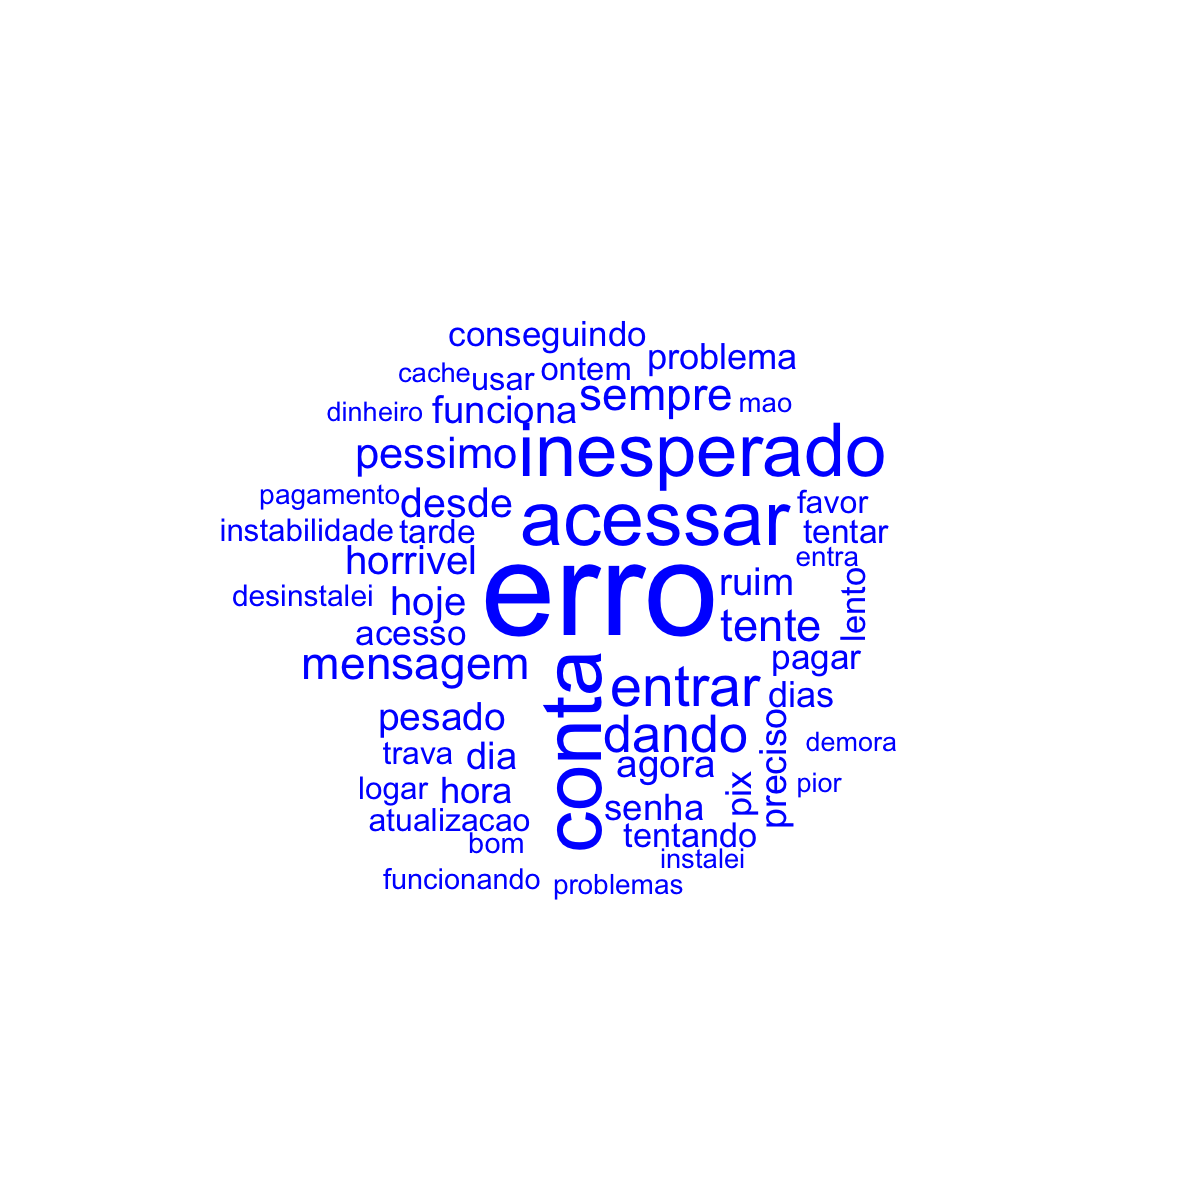 conseguindo
problema
cache
usar
ontem
sempre
mao
dinheiro
funciona
pessimo
inesperado
pagamento
desde
acessar
favor
instabilidade
tarde
tentar
horrivel
erro
entra
ruim
lento
desinstalei
hoje
tente
acesso
mensagem
conta
entrar
pagar
dias
pesado
dando
preciso
demora
trava
dia
agora
pix
pior
logar
hora
senha
atualizacao
tentando
bom
instalei
funcionando
problemas